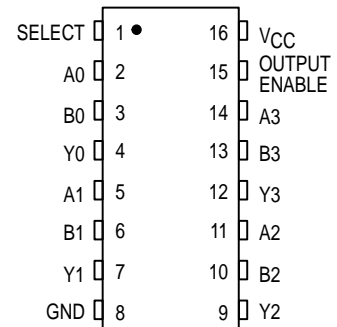 SELECT 1 16 VCC
A0 2 15 OUTPUT ENABLE
B0 3 14 A3
Y0 4 13 B3
A1 5 12 Y3
B1 6 11 A2
Y1 7 10 B2
GND 8 9 Y2